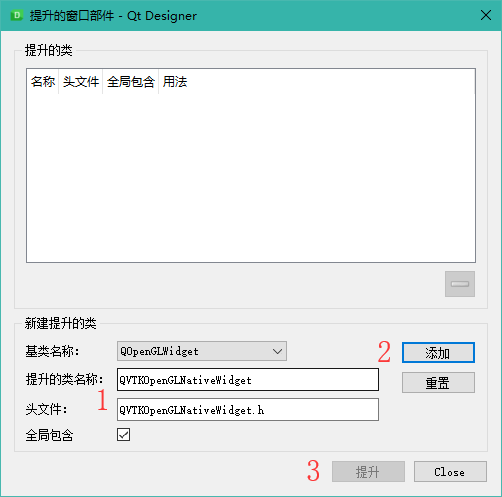 提升的窗口部件 - Qt Designer
提升的类
名称 头文件 全局包含 用法
新建提升的类
基类名称： QOpenGLWidget 2 添加
提升的类名称： QVTKOpenGLNativeWidget 重置
1
头文件： QVTKOpenGLNativeWidget.h
全局包含
3 提升 Close